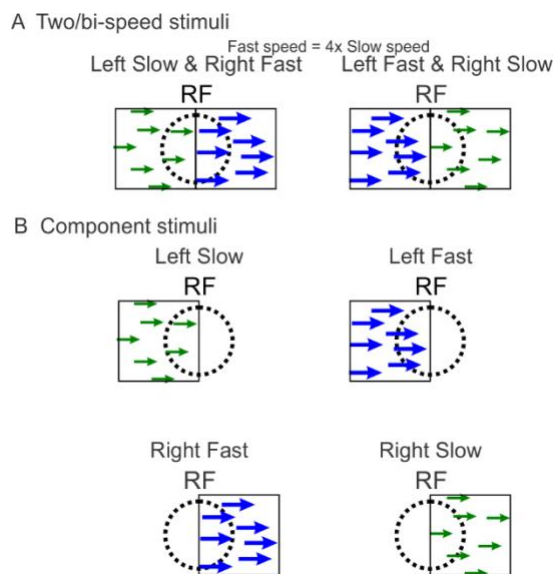 A Two/bi-speed stimuli
Fast speed = 4x Slow speed
Left Slow & Right Fast
Left Fast & Right Slow
RF
RF
B Component stimuli
Left Slow
Left Fast
RF
RF
Right Fast
Right Slow
RF
RF